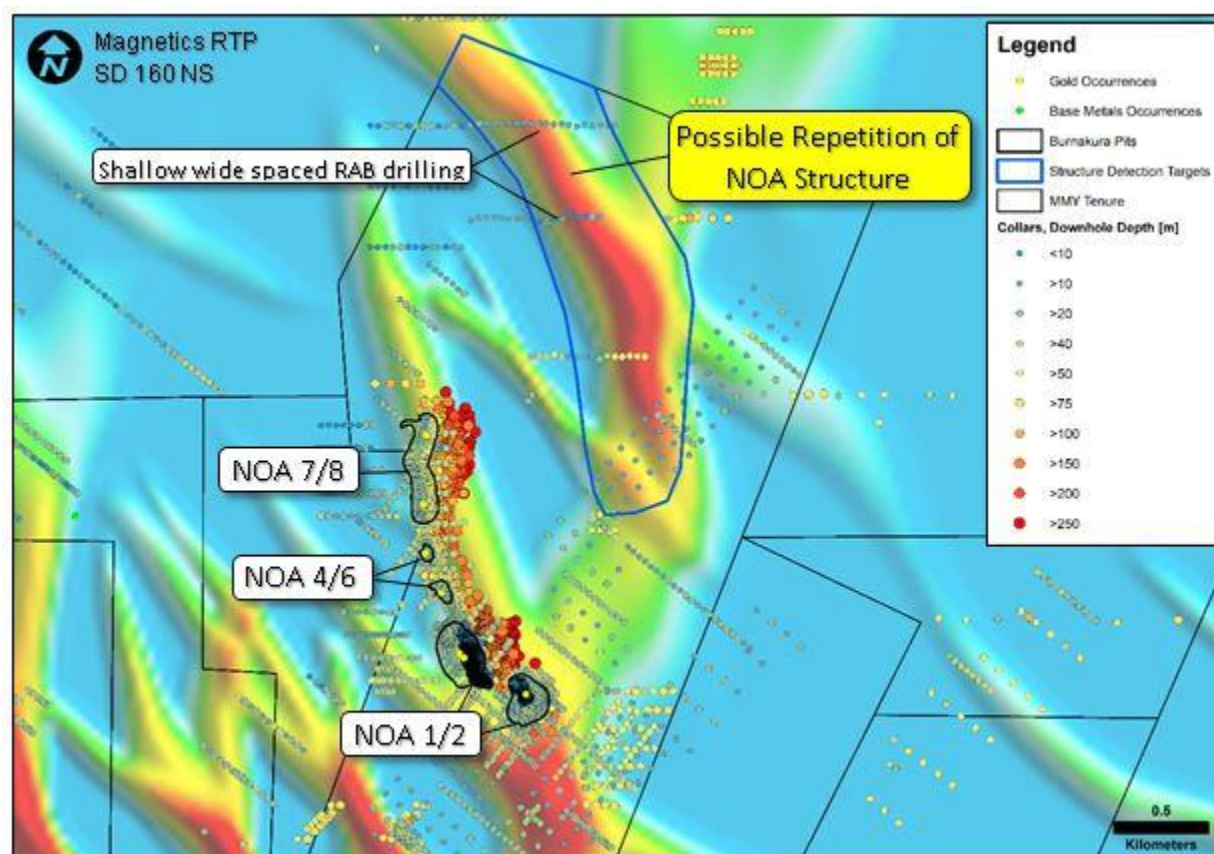 N
Magnetics RTP
SD 160 NS
Shallow wide spaced RAB drilling
Possible Repetition of
NOA Structure
NOA 7/8
NOA 4/6
NOA 1/2
Legend
Gold Occurrences
Base Metals Occurrences
Burnakura Pits
Structure Detection Targets
MMY Tenure
Collars, Downhole Depth [m]
<10
>10
>20
>40
>50
>75
>100
>150
>200
>250
0.5
Kilometers